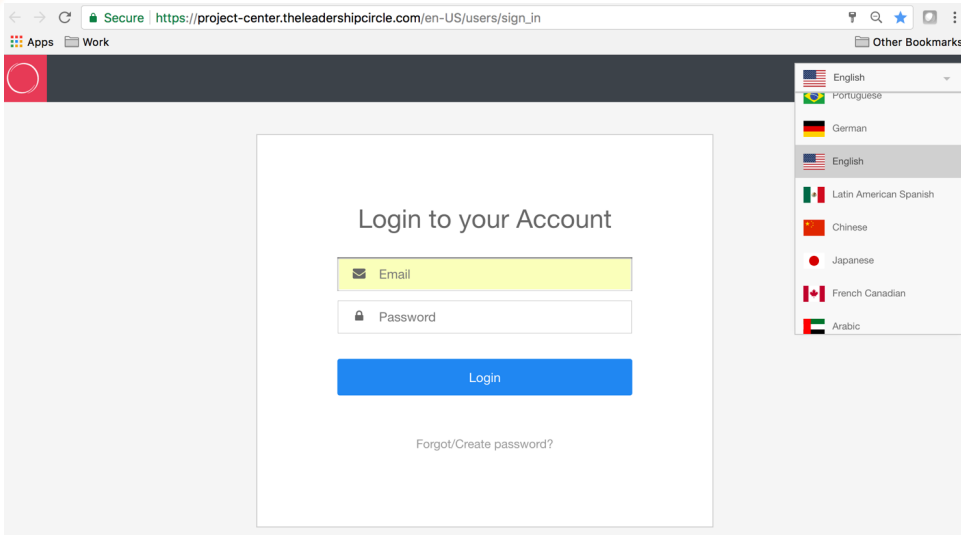 Secure https://project-center.theleadershipcircle.com/en-US/users/sign_in
Apps Work Other Bookmarks
English
Portuguese
German
English
Latin American Spanish
Chinese
Japanese
French Canadian
Arabic
Login to your Account
Email
Password
Login
Forgot/Create password?